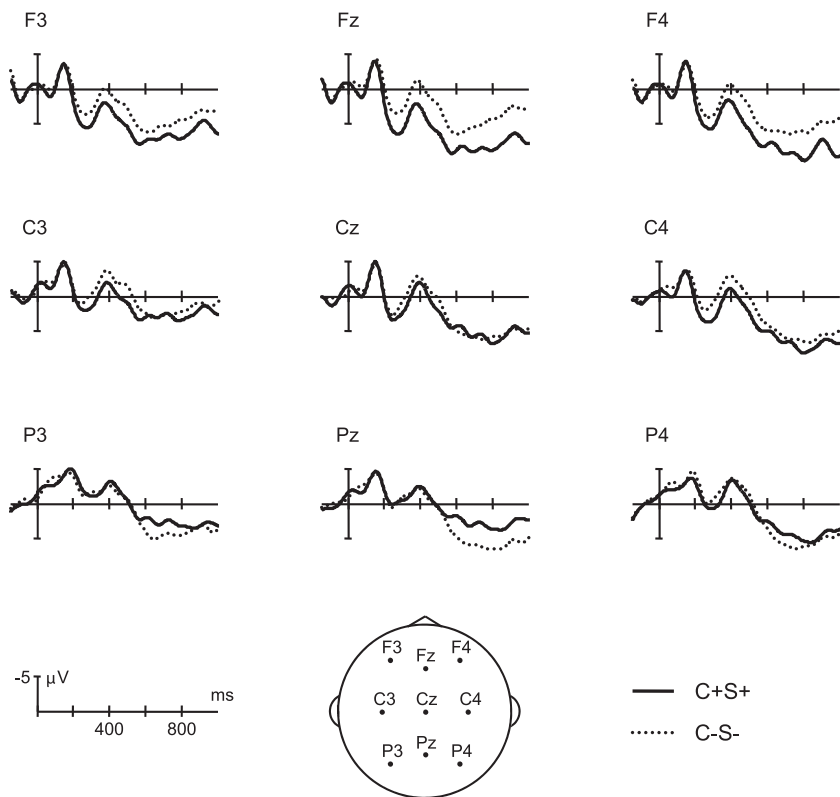 F3 Fz F4
C3 Cz C4
P3 Pz P4
F3 Fz F4
-5 μV
ms
400 800
C3 Cz C4
P3 Pz P4
C+S+
C-S-